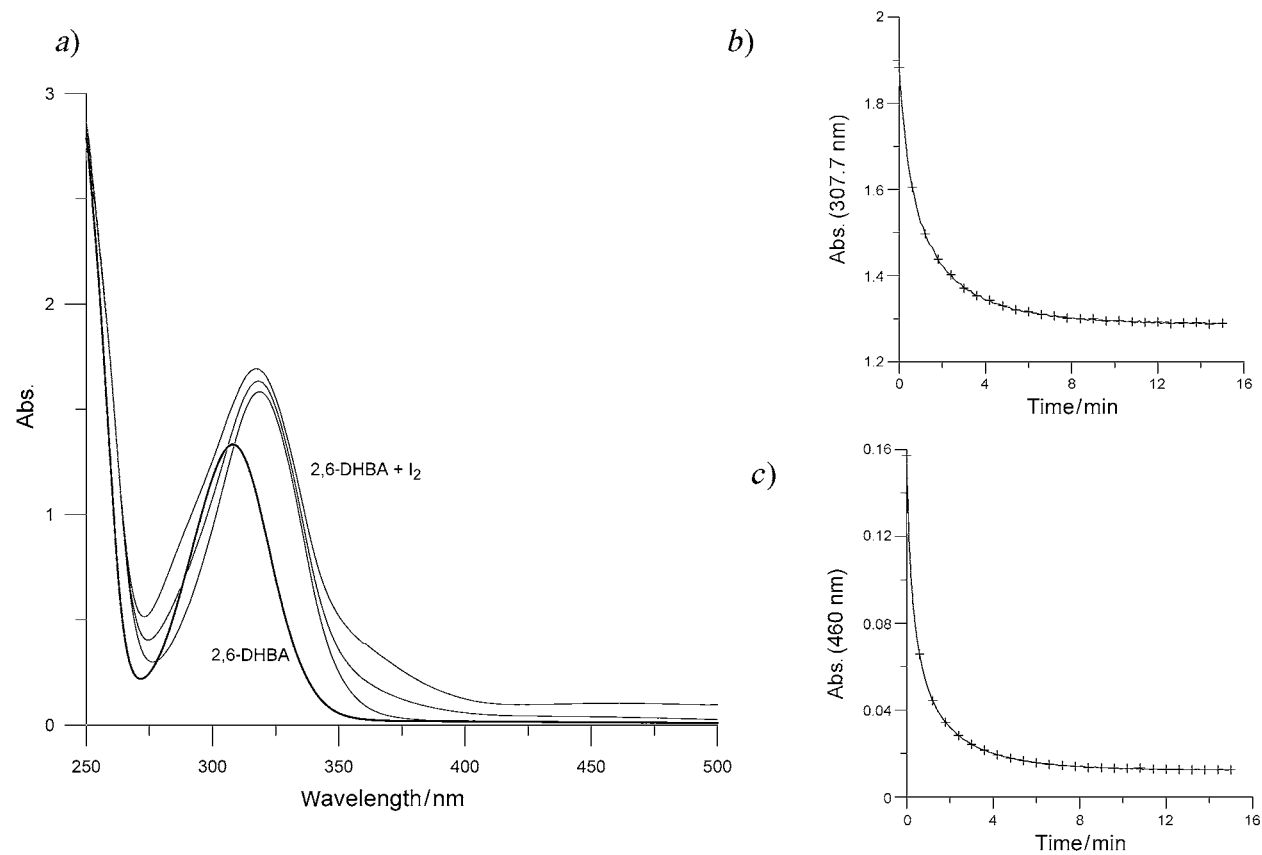 a)
3
2
1
0
Abs.
250 300 350 400 450 500
Wavelength/nm
2,6-DHBA + I2
2,6-DHBA
b)
2
1.8
1.6
1.4
1.2
Abs. (307.7 nm)
0 4 8 12 16
Time/min
c)
0.16
0.12
0.08
0.04
0
Abs. (460 nm)
0 4 8 12 16
Time/min